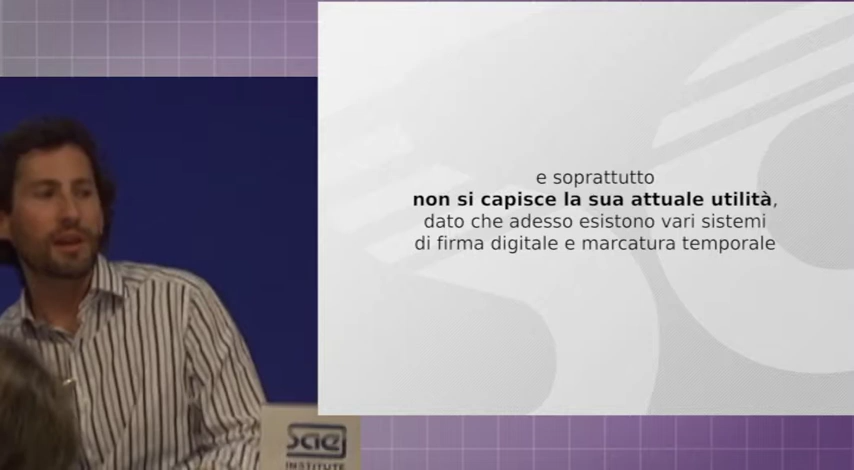 e soprattutto
non si capisce la sua attuale utilità,
dato che adesso esistono vari sistemi
di firma digitale e marcatura temporale
sae
INSTITUTE